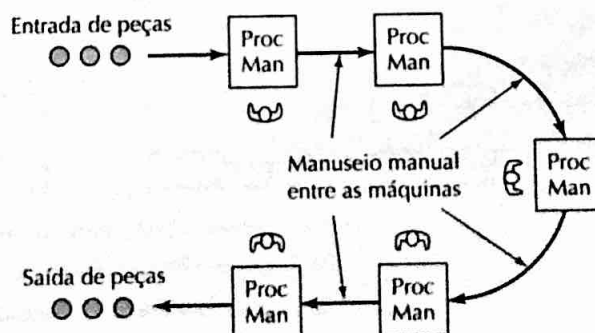 Entrada de peças
Proc
Man
Proc
Man
Proc
Man
Manuseio manual
entre as máquinas
Saída de peças
Proc
Man
Proc
Man